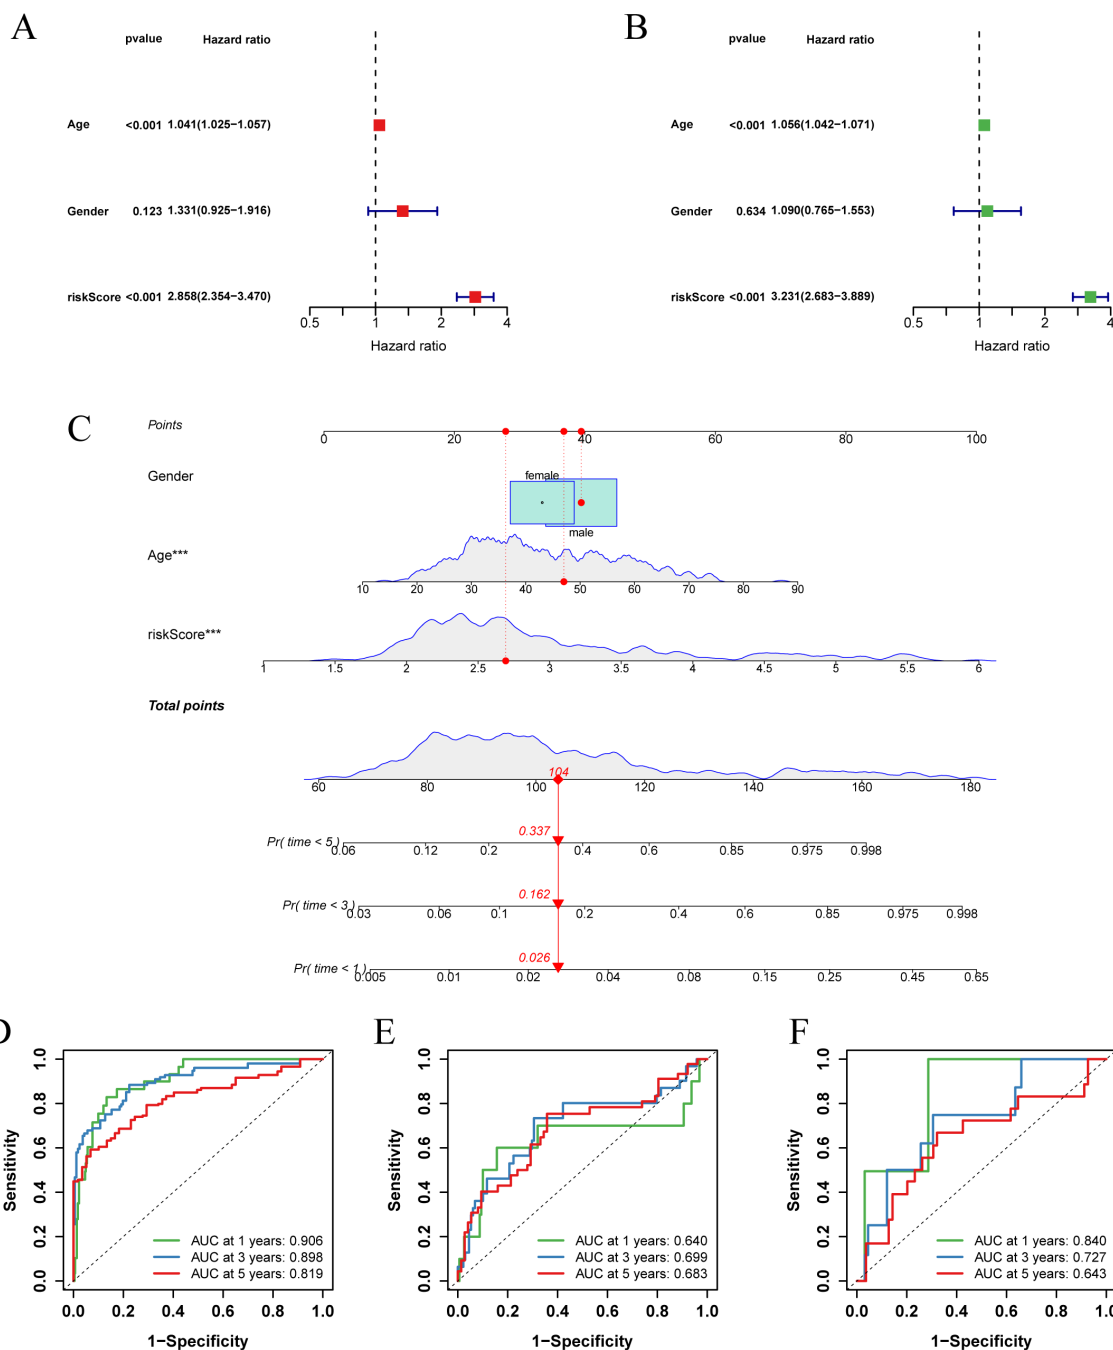 A
pvalue Hazard ratio
Age <0.001 1.041(1.025−1.057)
Gender 0.123 1.331(0.925−1.916)
riskScore <0.001 2.858(2.354−3.470)
0.5 1 2 4
Hazard ratio
B
pvalue Hazard ratio
Age <0.001 1.056(1.042−1.071)
Gender 0.634 1.090(0.765−1.553)
riskScore <0.001 3.231(2.683−3.889)
0.5 1 2 4
Hazard ratio
C
Points
0 20 40 60 80 100
Gender
female
male
Age***
10 20 30 40 50 60 70 80 90
riskScore***
1 1.5 2 2.5 3 3.5 4 4.5 5 5.5 6
Total points
104
60 80 100 120 140 160 180
0.337
Pr( time < 5 )
0.06 0.12 0.2 0.4 0.6 0.85 0.975 0.998
0.162
Pr( time < 3 )
0.03 0.06 0.1 0.2 0.4 0.6 0.85 0.975 0.998
0.026
Pr( time < 1 )
0.005 0.01 0.02 0.04 0.08 0.15 0.25 0.45 0.65
D
Sensitivity
0.0 0.2 0.4 0.6 0.8 1.0
AUC at 1 years: 0.906
AUC at 3 years: 0.898
AUC at 5 years: 0.819
0.0 0.2 0.4 0.6 0.8 1.0
1−Specificity
E
Sensitivity
0.0 0.2 0.4 0.6 0.8 1.0
AUC at 1 years: 0.640
AUC at 3 years: 0.699
AUC at 5 years: 0.683
0.0 0.2 0.4 0.6 0.8 1.0
1−Specificity
F
Sensitivity
0.0 0.2 0.4 0.6 0.8 1.0
AUC at 1 years: 0.840
AUC at 3 years: 0.727
AUC at 5 years: 0.643
0.0 0.2 0.4 0.6 0.8 1.0
1−Specificity